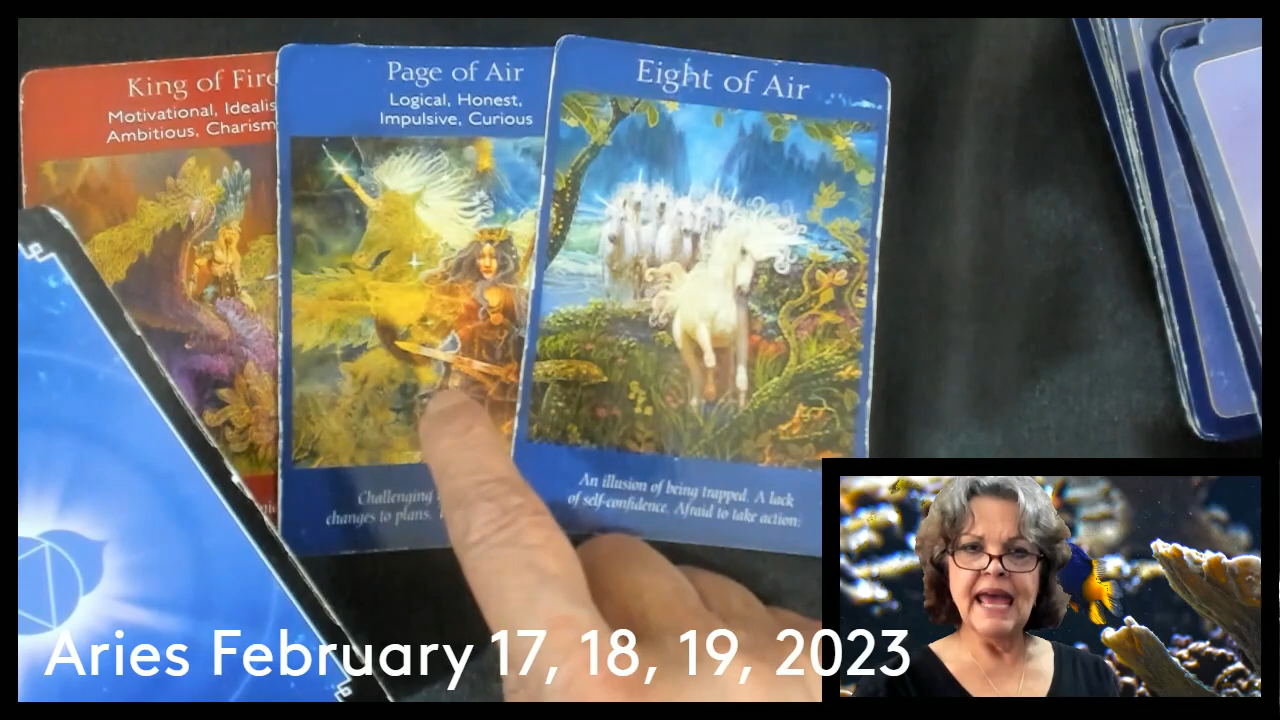 King of Fire
Motivational, Idealis
Ambitious, Charism
Page of Air
Logical, Honest,
Impulsive, Curious
Challenging
changes to plans.
Eight of Air
An illusion of being trapped. A lack
of self-confidence. Afraid to take action.
Aries February 17, 18, 19, 2023